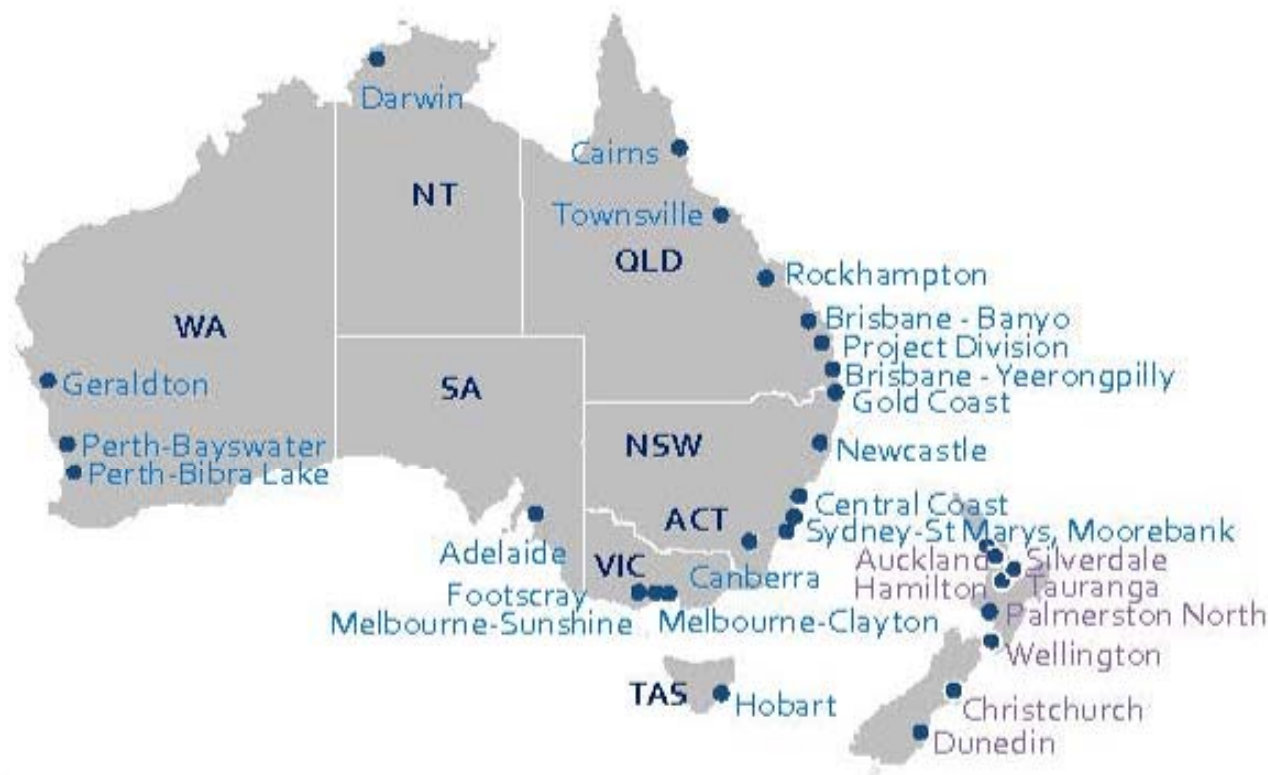 Darwin
Cairns
NT
Townsville
QLD
Rockhampton
WA
Brisbane - Banyo
Project Division
Brisbane - Yeerongpilly
Geraldton
SA
Gold Coast
Perth-Bayswater
NSW
Newcastle
Perth-Bibra Lake
Central Coast
ACT
Sydney-St Marys, Moorebank
Adelaide
VIC
Canberra
Auckland
Silverdale
Footscray
Hamilton
Tauranga
Melbourne-Sunshine
Melbourne-Clayton
Palmerston North
Wellington
TAS
Hobart
Christchurch
Dunedin